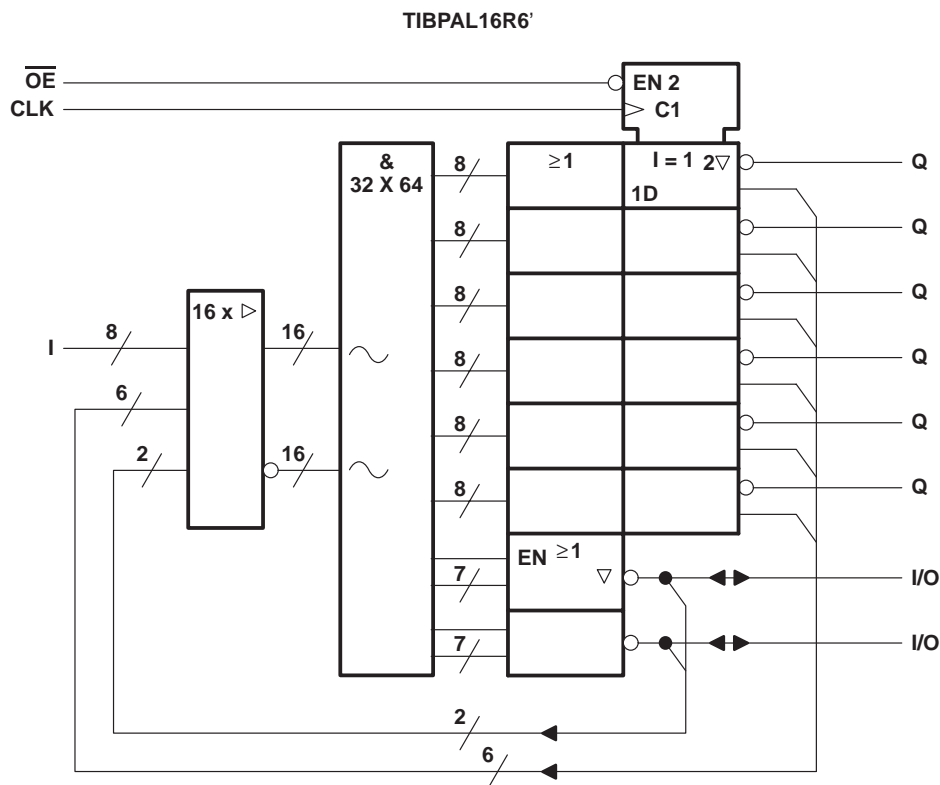 TIBPAL16R6’
OE
EN 2
CLK
C1
&
32 X 64
8
≥1
I = 1
2▽
Q
1D
8
Q
8
Q
16 x ▷
I
8
16
8
Q
6
8
Q
2
16
8
Q
EN
≥1
7
▽
I/O
7
I/O
2
6